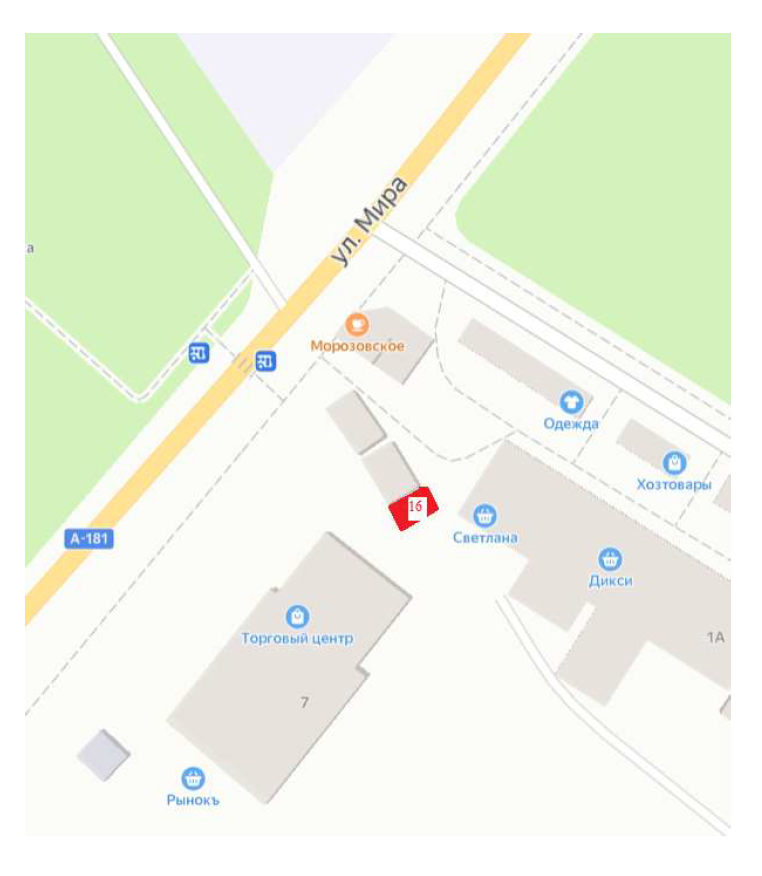 ул. Мира
а
Морозовское
Одежда
Хозтовары
16
Светлана
А-181
Дикси
Торговый центр
1А
7
Рынокъ